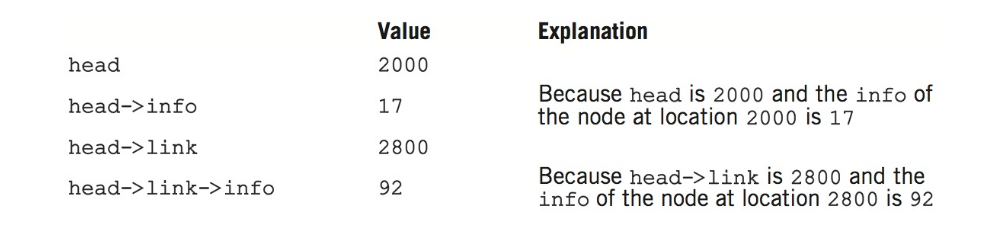 Value Explanation
head 2000
head->info 17 Because head is 2000 and the info of
the node at location 2000 is 17
head->link 2800
head->link->info 92 Because head->link is 2800 and the
info of the node at location 2800 is 92